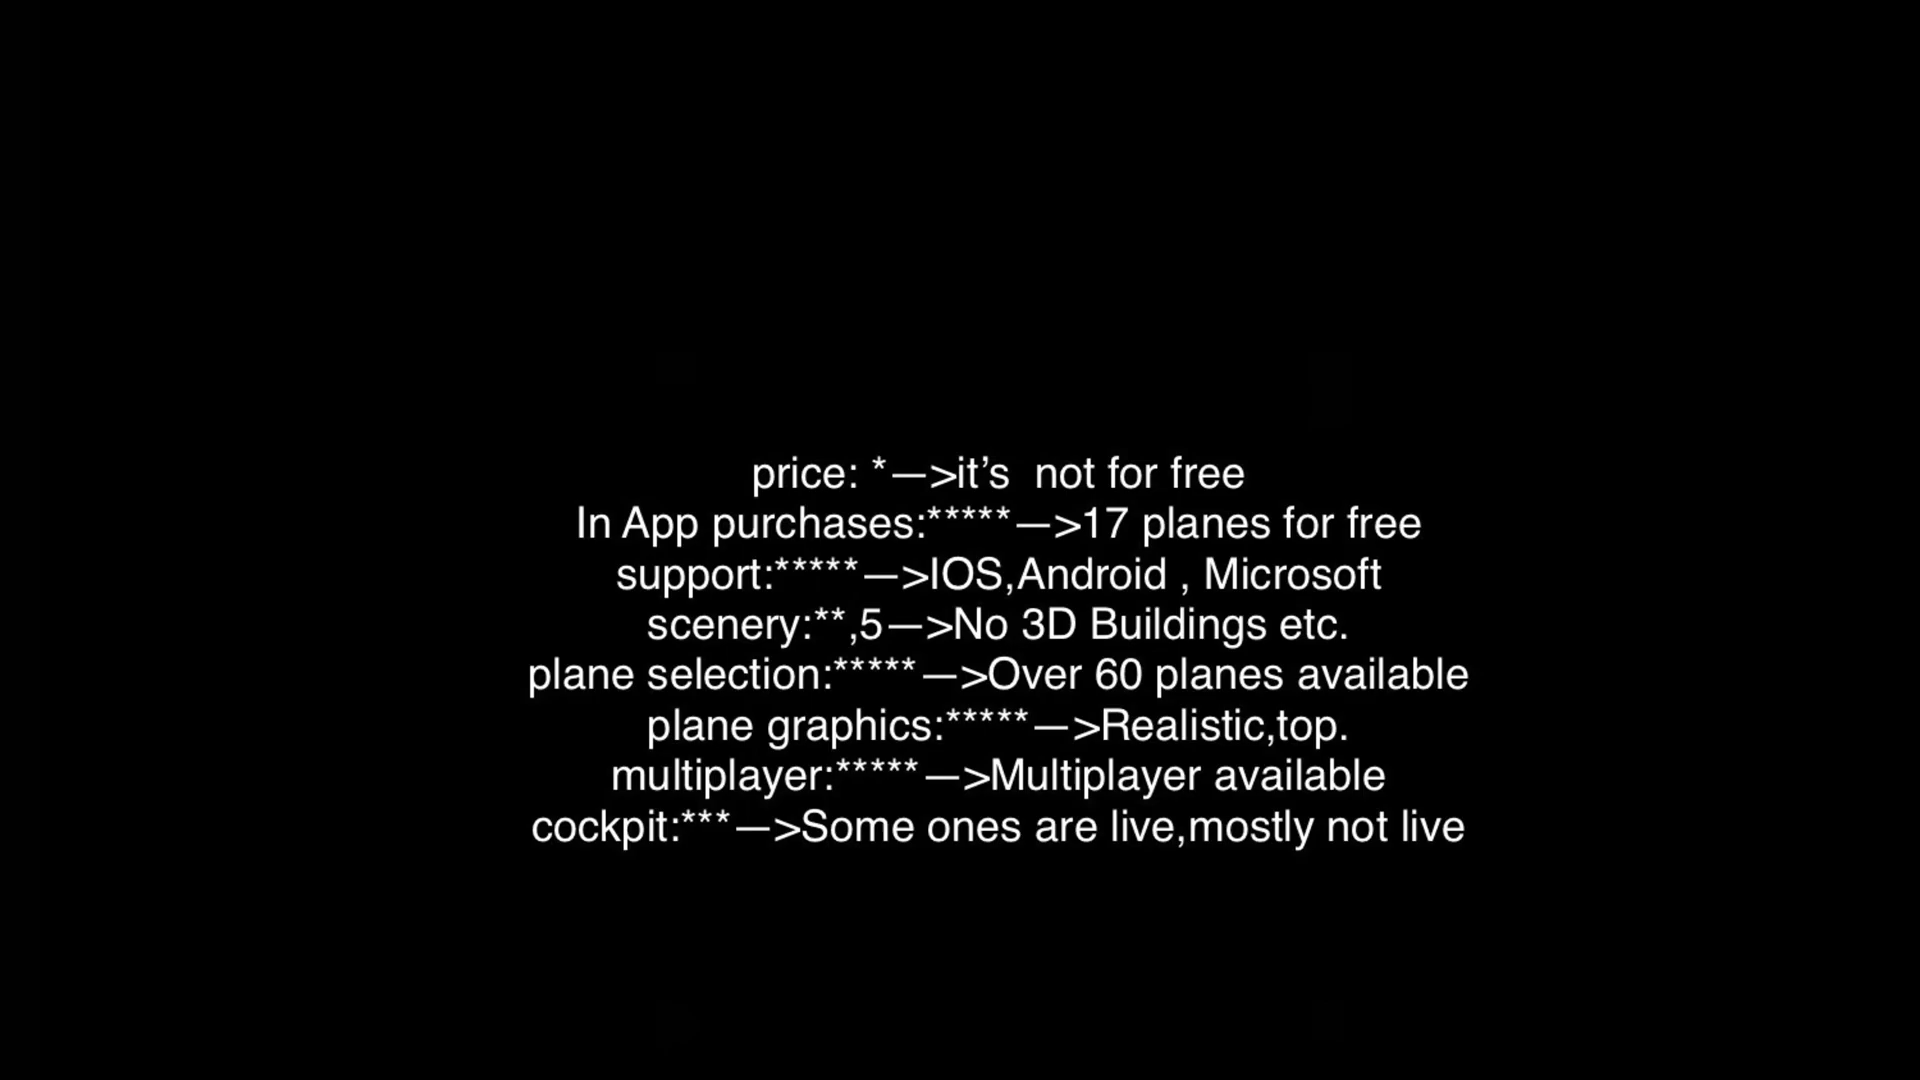 price: *—>it’s  not for free
In App purchases:*****—>17 planes for free
support:*****—>IOS,Android , Microsoft
scenery:**,5—>No 3D Buildings etc.
plane selection:*****—>Over 60 planes available
plane graphics:*****—>Realistic,top.
multiplayer:*****—>Multiplayer available
cockpit:***—>Some ones are live,mostly not live